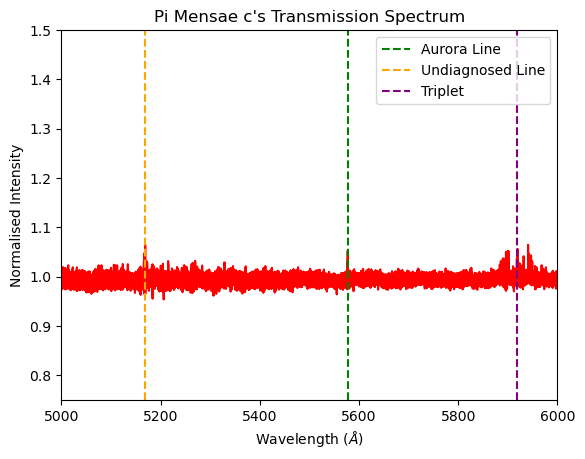 Pi Mensae c's Transmission Spectrum
Aurora Line
Undiagnosed Line
Triplet
Normalised Intensity
1.5
1.4
1.3
1.2
1.1
1.0
0.9
0.8
5000
5200
5400
5600
5800
6000
Wavelength (Å)